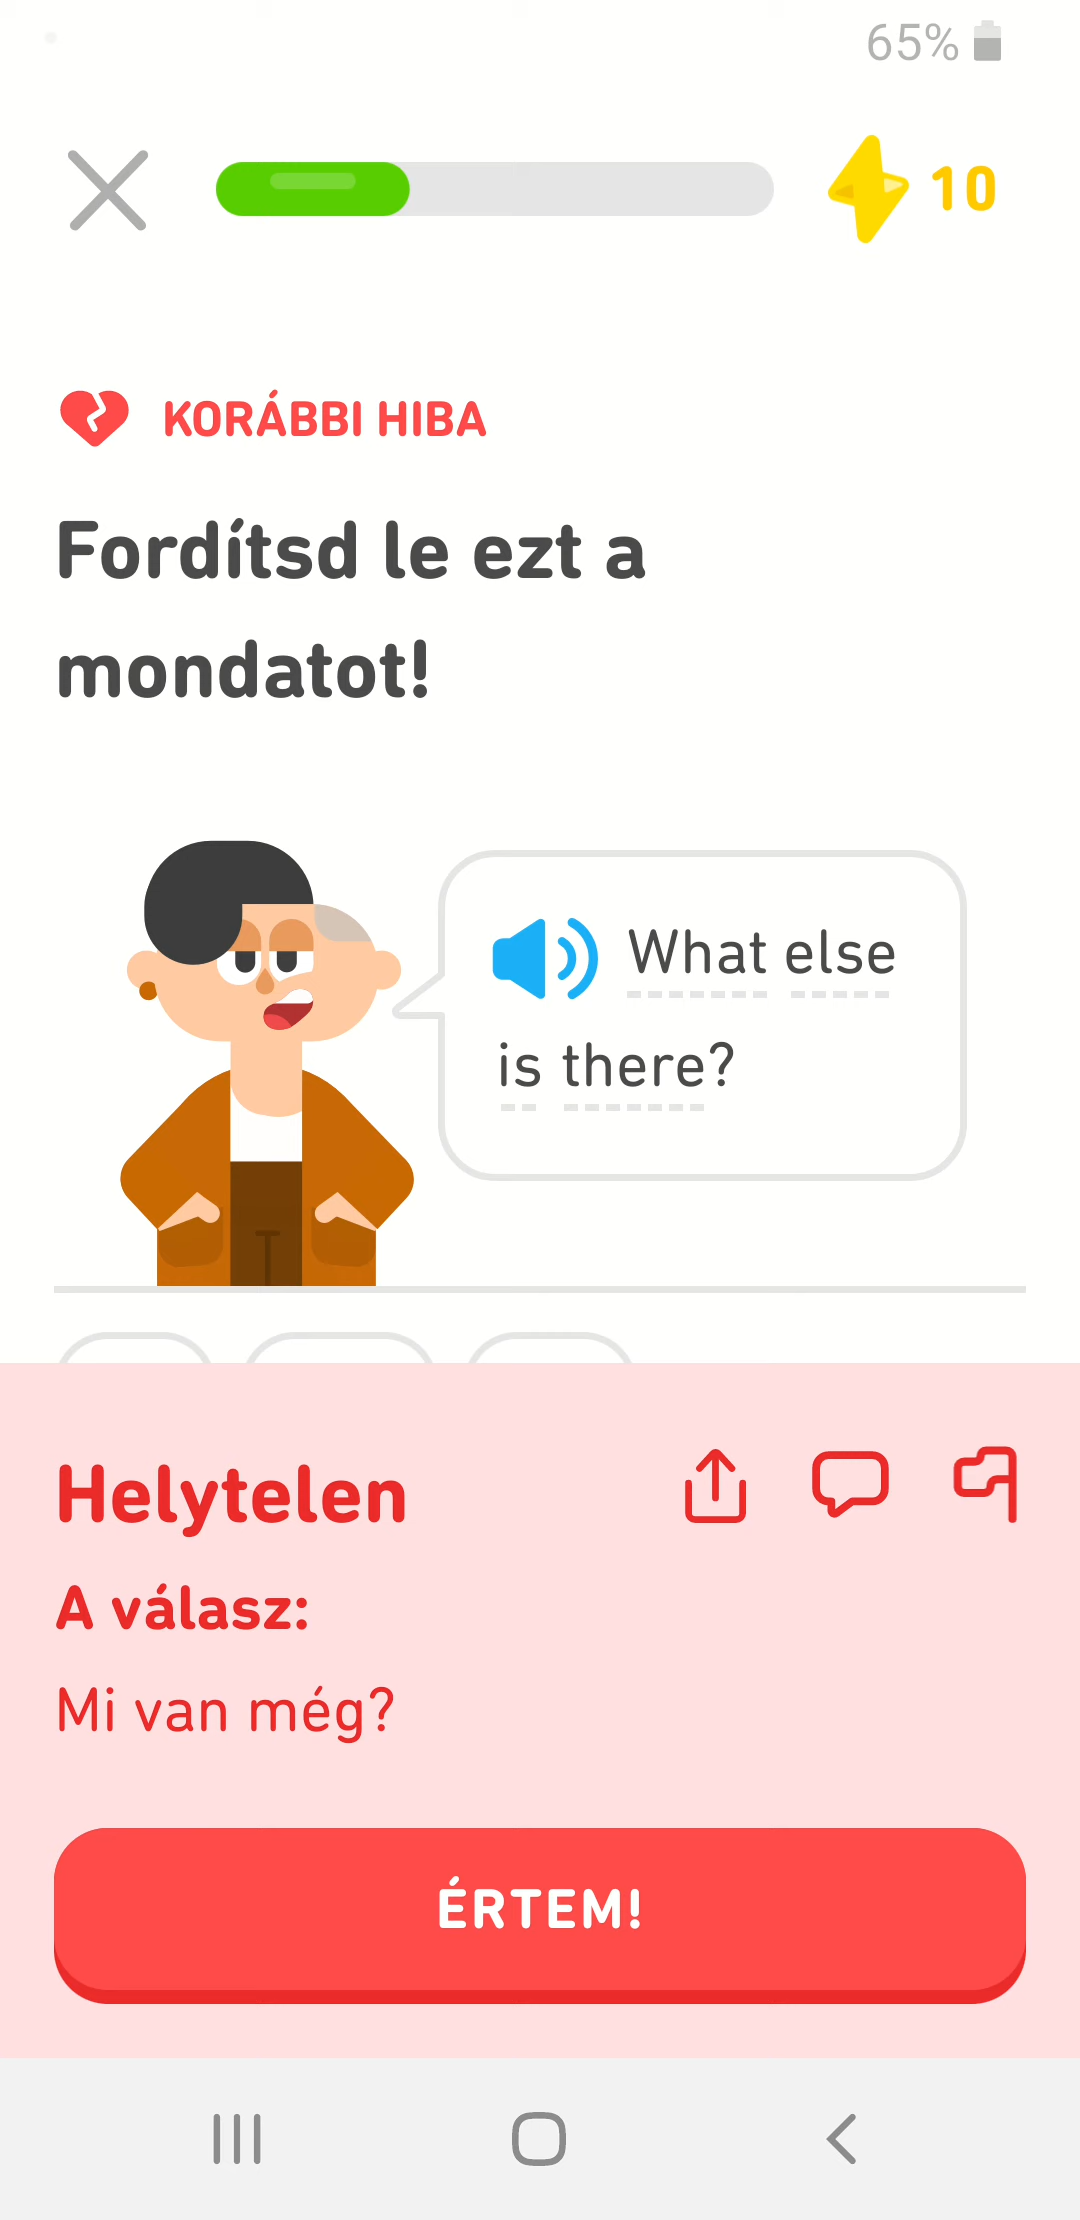 65%
10
KORÁBBI HIBA
Fordítsd le ezt a
mondatot!
What else
is there?
Helytelen
A válasz:
Mi van még?
ÉRTEM!